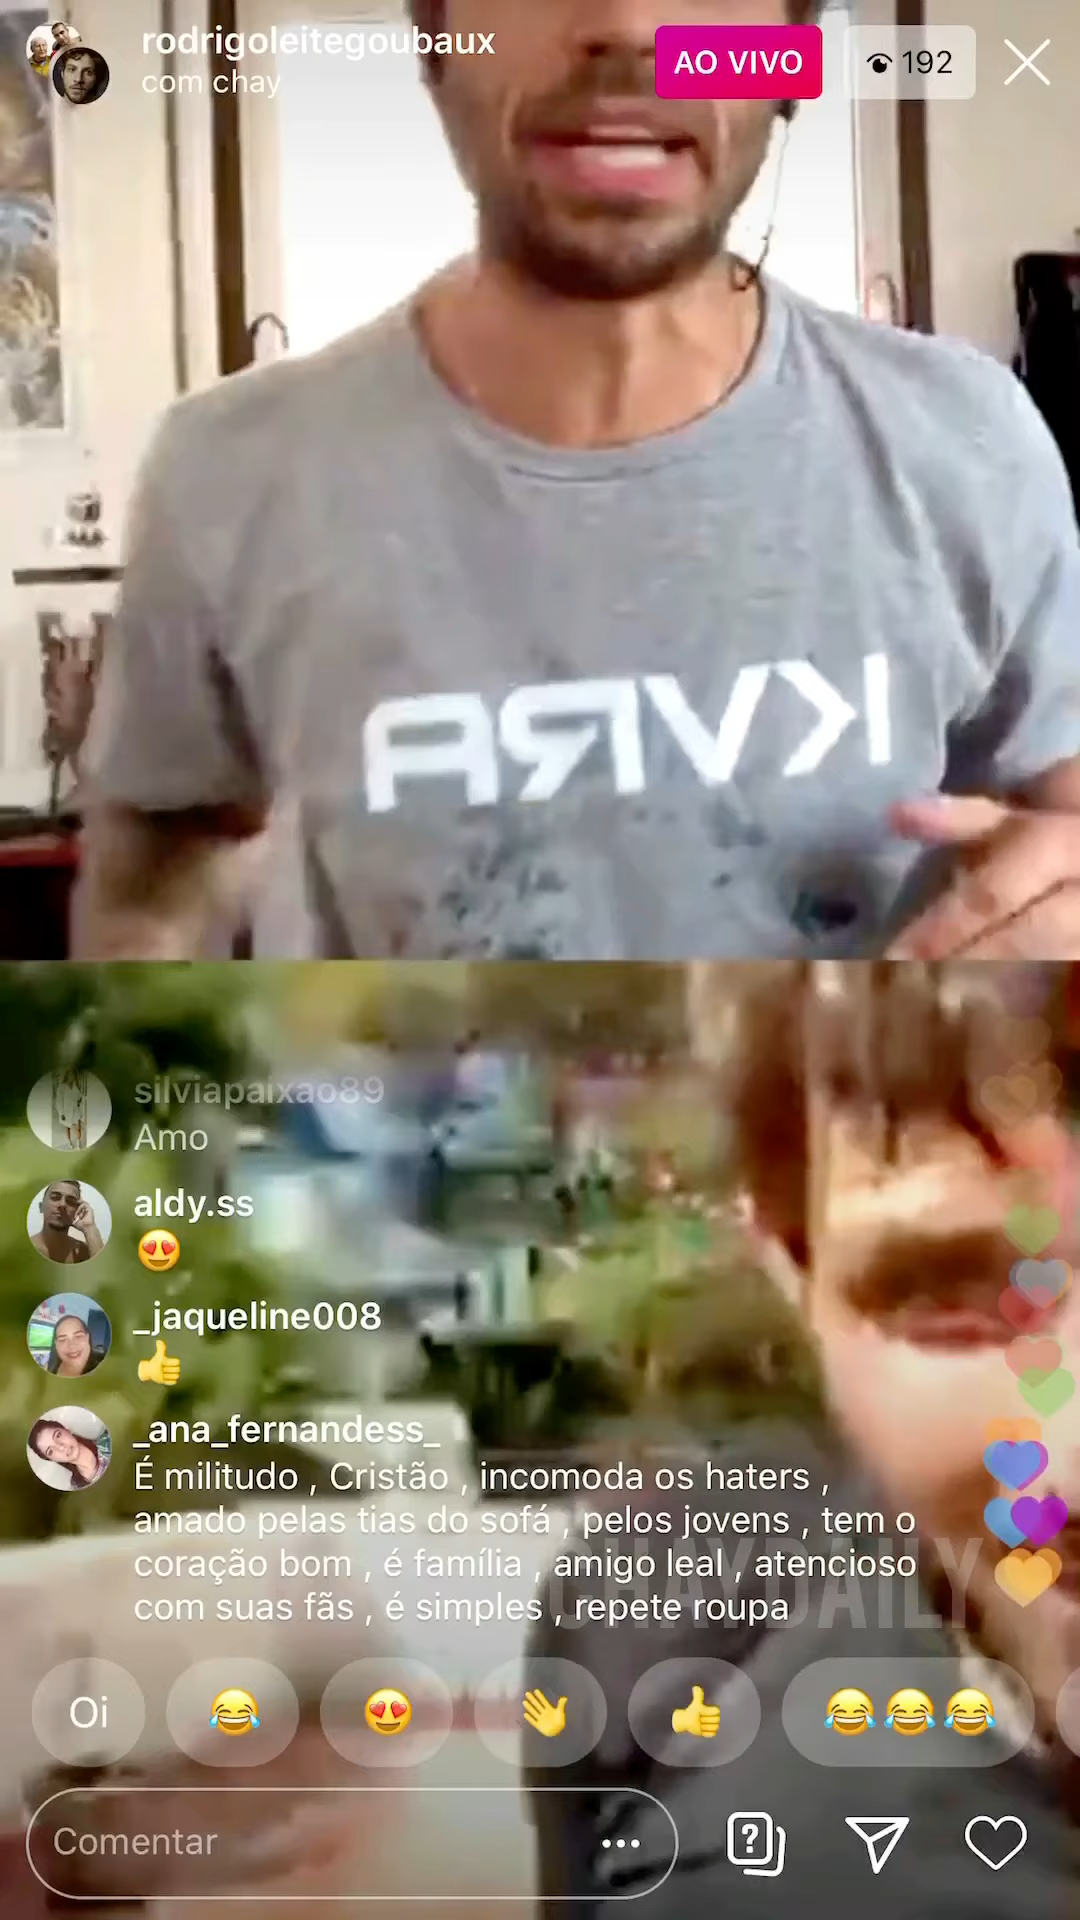 rodrigoleitegoubaux
com chay
AO VIVO
192
KVRA
silviapaixao89
Amo
aldy.ss
😍
_jaqueline008
👍
_ana_fernandess_
É militudo , Cristão , incomoda os haters ,
amado pelas tias do sofá , pelos jovens , tem o
coração bom , é família , amigo leal , atencioso
com suas fãs , é simples , repete roupa
CHAYDAILY
Oi 😂 😍 👋 👍 😂😂😂
Comentar